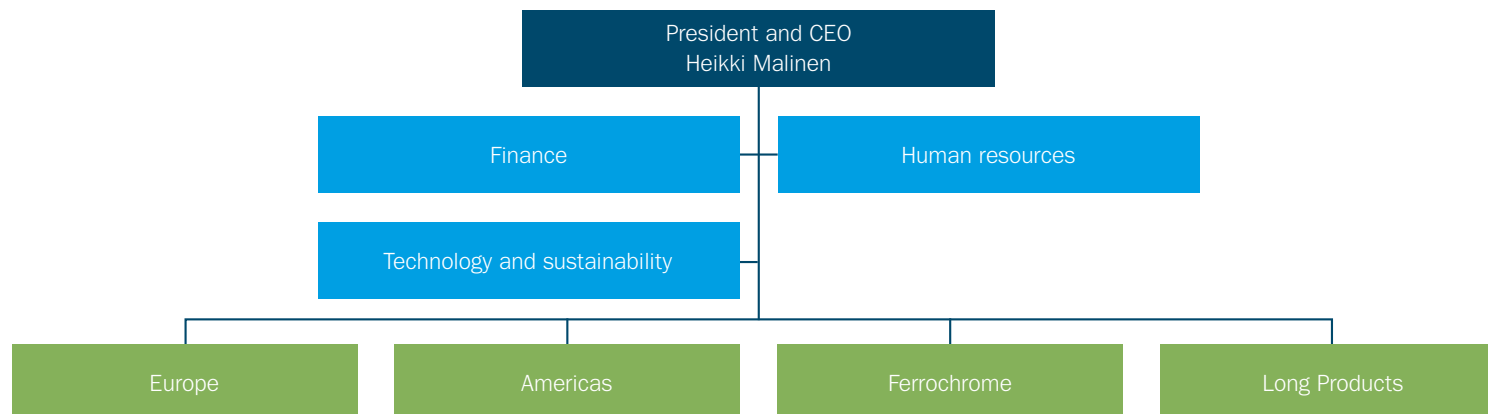 President and CEO
Heikki Malinen
Finance
Human resources
Technology and sustainability
Europe
Americas
Ferrochrome
Long Products